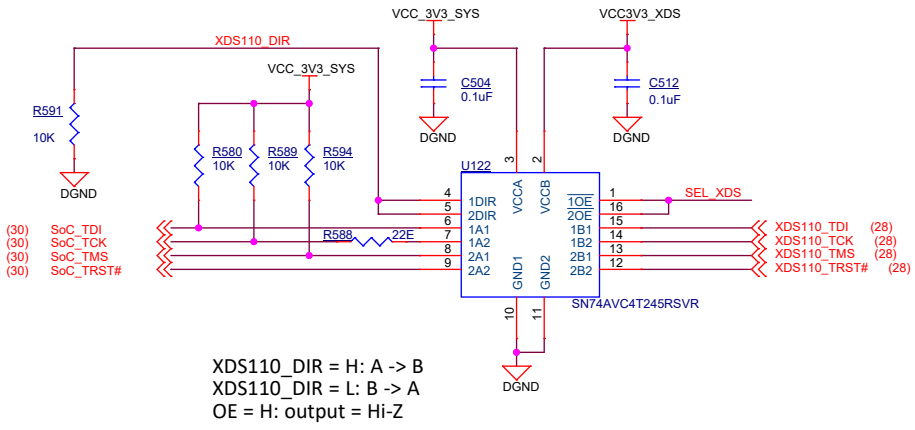 VCC_3V3_SYS
VCC3V3_XDS
XDS110_DIR
VCC_3V3_SYS
C504
0.1uF
C512
0.1uF
R591
10K
DGND
DGND
R580
10K
R589
10K
R594
10K
DGND
U122
3
2
VCCA
VCCB
4
1DIR
1OE
1
SEL_XDS
5
2DIR
2OE
16
(30) SoC_TDI
6
1A1
1B1
15
XDS110_TDI (28)
(30) SoC_TCK
R588
22E
7
1A2
1B2
14
XDS110_TCK (28)
(30) SoC_TMS
8
2A1
2B1
13
XDS110_TMS (28)
(30) SoC_TRST#
9
2A2
2B2
12
XDS110_TRST# (28)
GND1
GND2
SN74AVC4T245RSVR
10
11
DGND
XDS110_DIR = H: A -> B
XDS110_DIR = L: B -> A
OE = H: output = Hi-Z